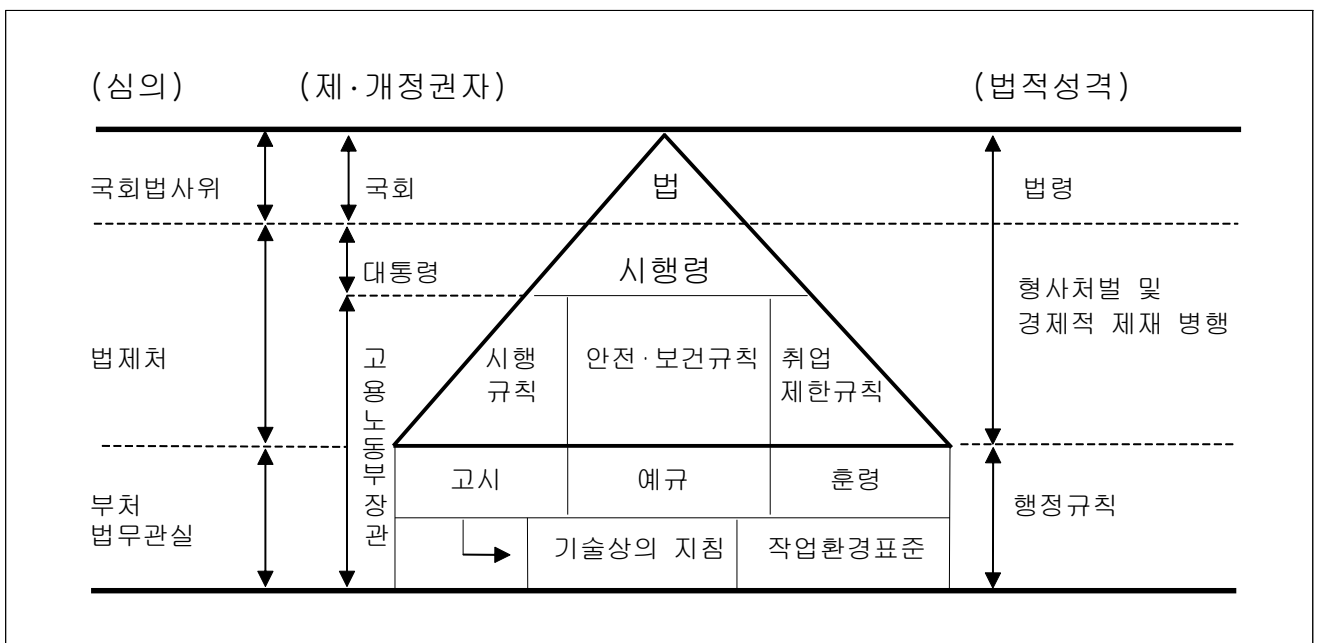 (심의) (제·개정권자) (법적성격)
국회법사위 국회 법 법령
대통령 시행령
형사처벌 및
경제적 제재 병행
법제처
고용노동부장관
시행
규칙
안전·보건규칙
취업
제한규칙
고시 예규 훈령
부처
법무관실
행정규칙
기술상의 지침 작업환경표준